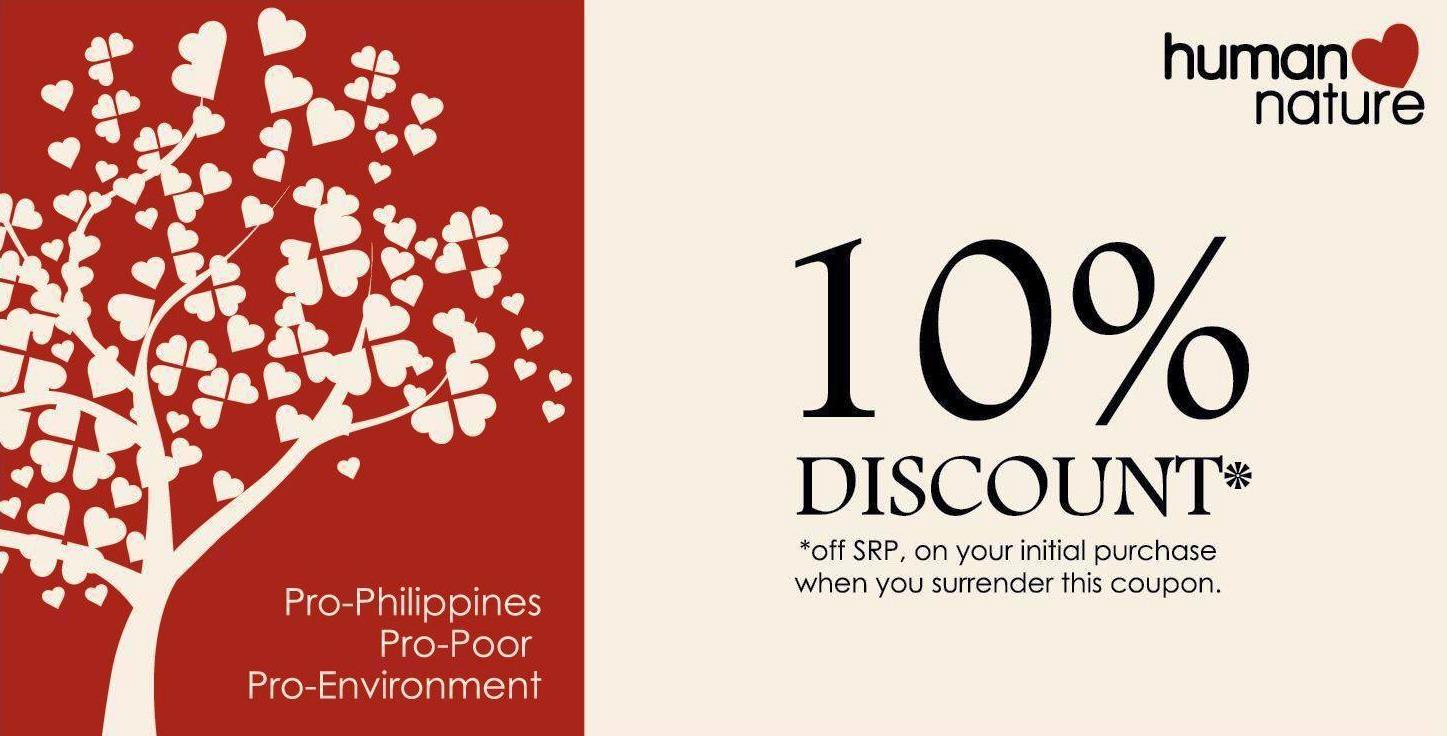 human
nature
10%
DISCOUNT*
*off SRP, on your initial purchase
when you surrender this coupon.
Pro-Philippines
Pro-Poor
Pro-Environment